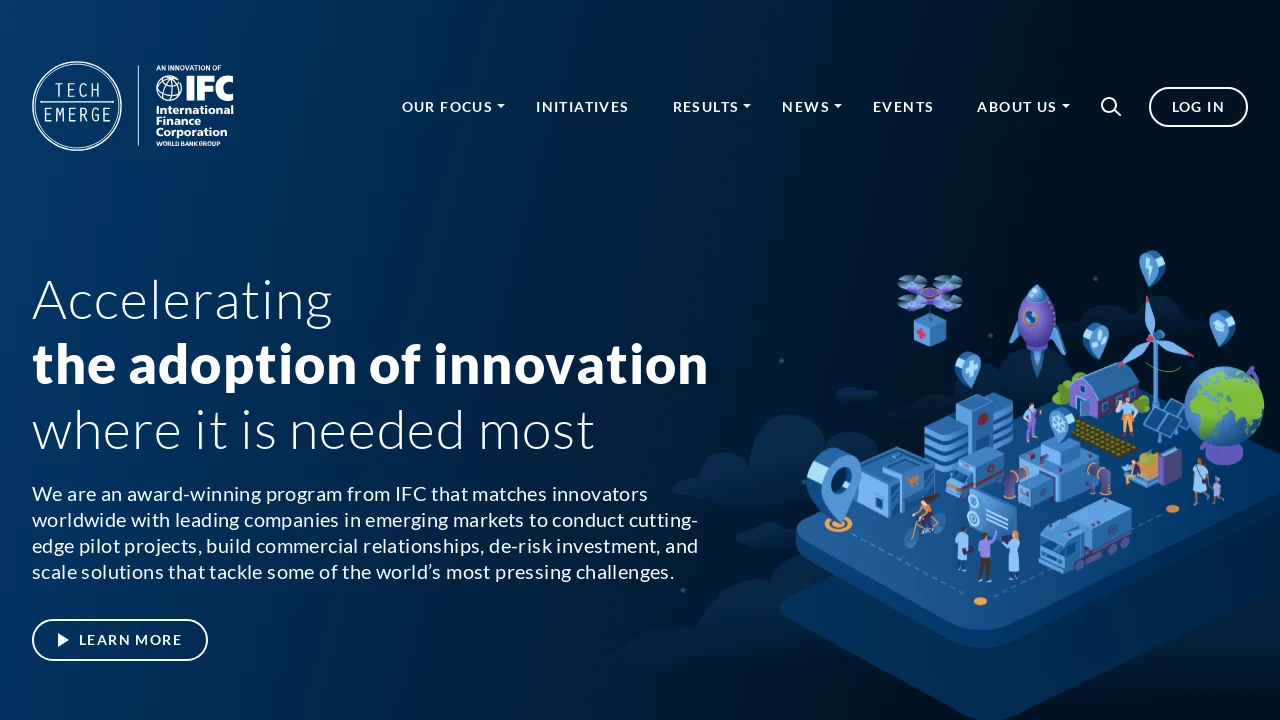 TECH
EMERGE
AN INNOVATION OF
IFC
International
Finance
Corporation
WORLD BANK GROUP
OUR FOCUS
INITIATIVES
RESULTS
NEWS
EVENTS
ABOUT US
LOG IN
Accelerating
the adoption of innovation
where it is needed most
We are an award-winning program from IFC that matches innovators
worldwide with leading companies in emerging markets to conduct cutting-
edge pilot projects, build commercial relationships, de-risk investment, and
scale solutions that tackle some of the world’s most pressing challenges.
LEARN MORE